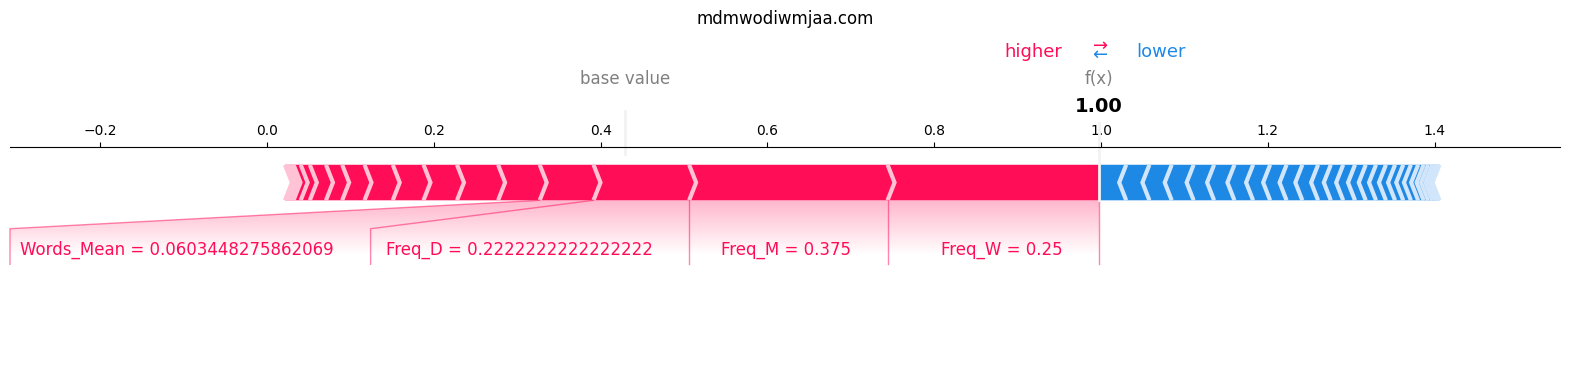 mdmwodiwmjaa.com
higher → ← lower
base value f(x)
1.00
−0.2 0.0 0.2 0.4 0.6 0.8 1.0 1.2 1.4
Words_Mean = 0.0603448275862069 Freq_D = 0.2222222222222222 Freq_M = 0.375 Freq_W = 0.25